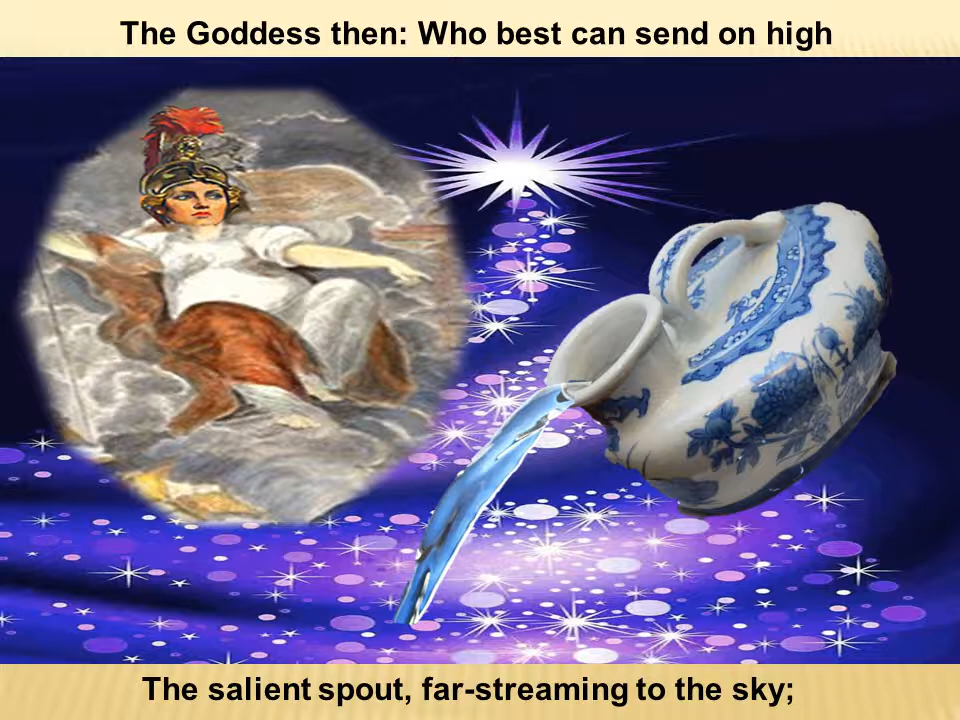 The Goddess then: Who best can send on high
The salient spout, far-streaming to the sky;